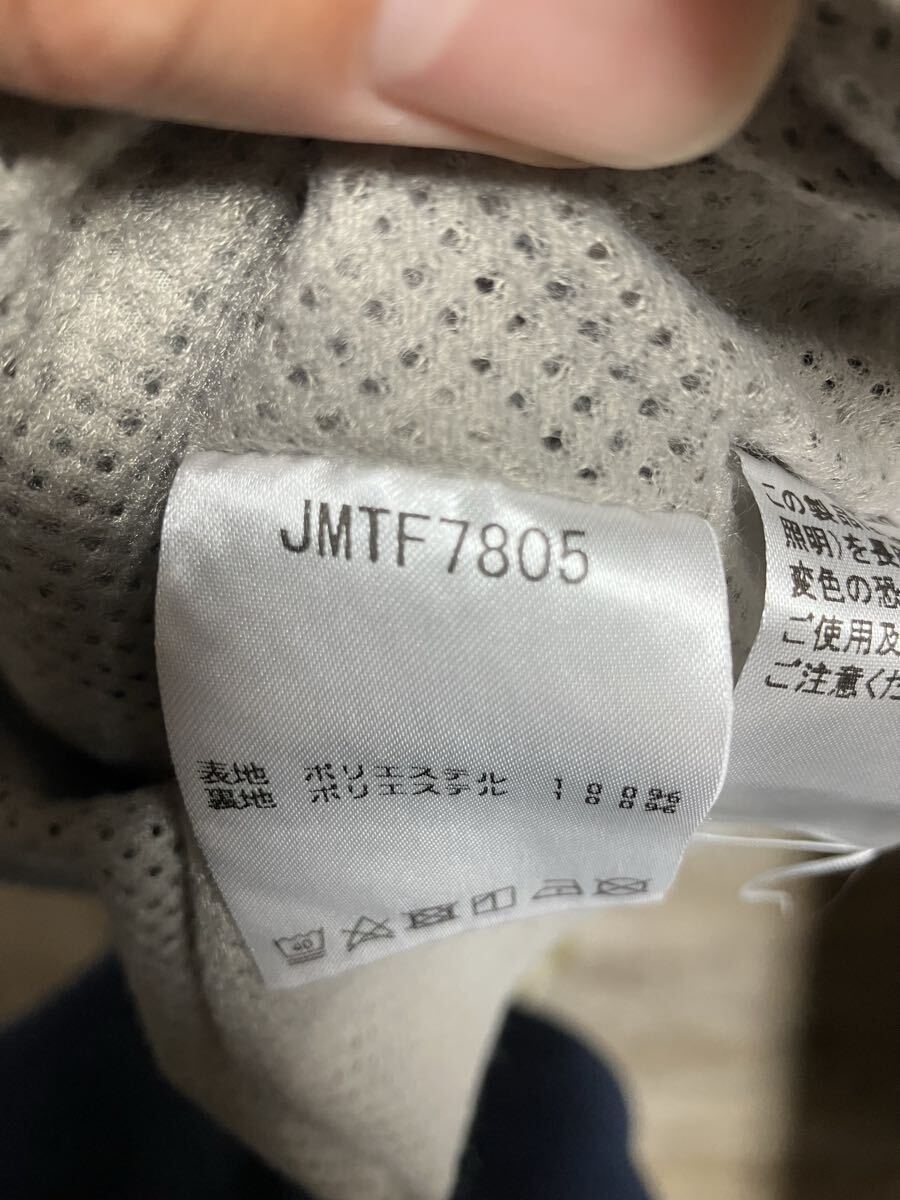 JMTF7805
表地 ポリエステル 100%
裏地 ポリエステル 100%
40
この製品
照明)を長
変色の恐
ご使用及
ご注意くだ